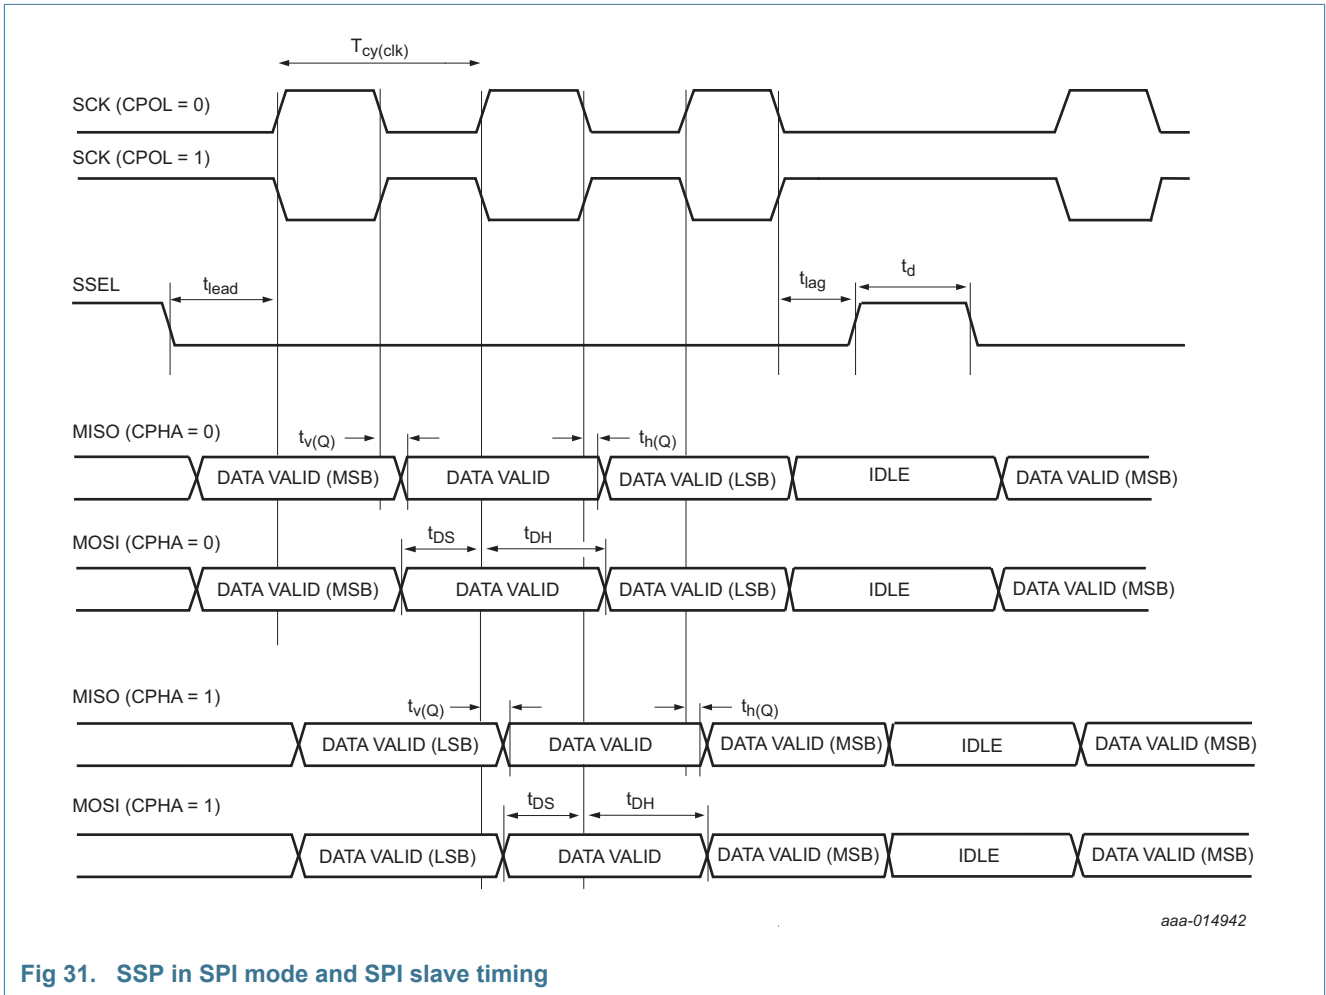 Tcy(clk)
SCK (CPOL = 0)
SCK (CPOL = 1)
SSEL
tlead
tlag
td
MISO (CPHA = 0)
tv(Q)
th(Q)
DATA VALID (MSB) DATA VALID DATA VALID (LSB) IDLE DATA VALID (MSB)
MOSI (CPHA = 0)
tDS
tDH
DATA VALID (MSB) DATA VALID DATA VALID (LSB) IDLE DATA VALID (MSB)
MISO (CPHA = 1)
tv(Q)
th(Q)
DATA VALID (LSB) DATA VALID DATA VALID (MSB) IDLE DATA VALID (MSB)
MOSI (CPHA = 1)
tDS
tDH
DATA VALID (LSB) DATA VALID DATA VALID (MSB) IDLE DATA VALID (MSB)
aaa-014942
Fig 31. SSP in SPI mode and SPI slave timing